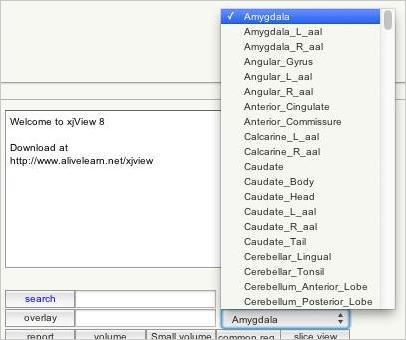 ✓ Amygdala
Amygdala_L_aal
Amygdala_R_aal
Angular_Gyrus
Angular_L_aal
Angular_R_aal
Anterior_Cingulate
Anterior_Commissure
Calcarine_L_aal
Calcarine_R_aal
Caudate
Caudate_Body
Caudate_Head
Caudate_L_aal
Caudate_R_aal
Caudate_Tail
Cerebellar_Lingual
Cerebellar_Tonsil
Cerebellum_Anterior_Lobe
Cerebellum_Posterior_Lobe
Welcome to xjView 8
Download at
http://www.alivelearn.net/xjview
search
overlay
Amygdala
report volume Small volume common reg. slice view